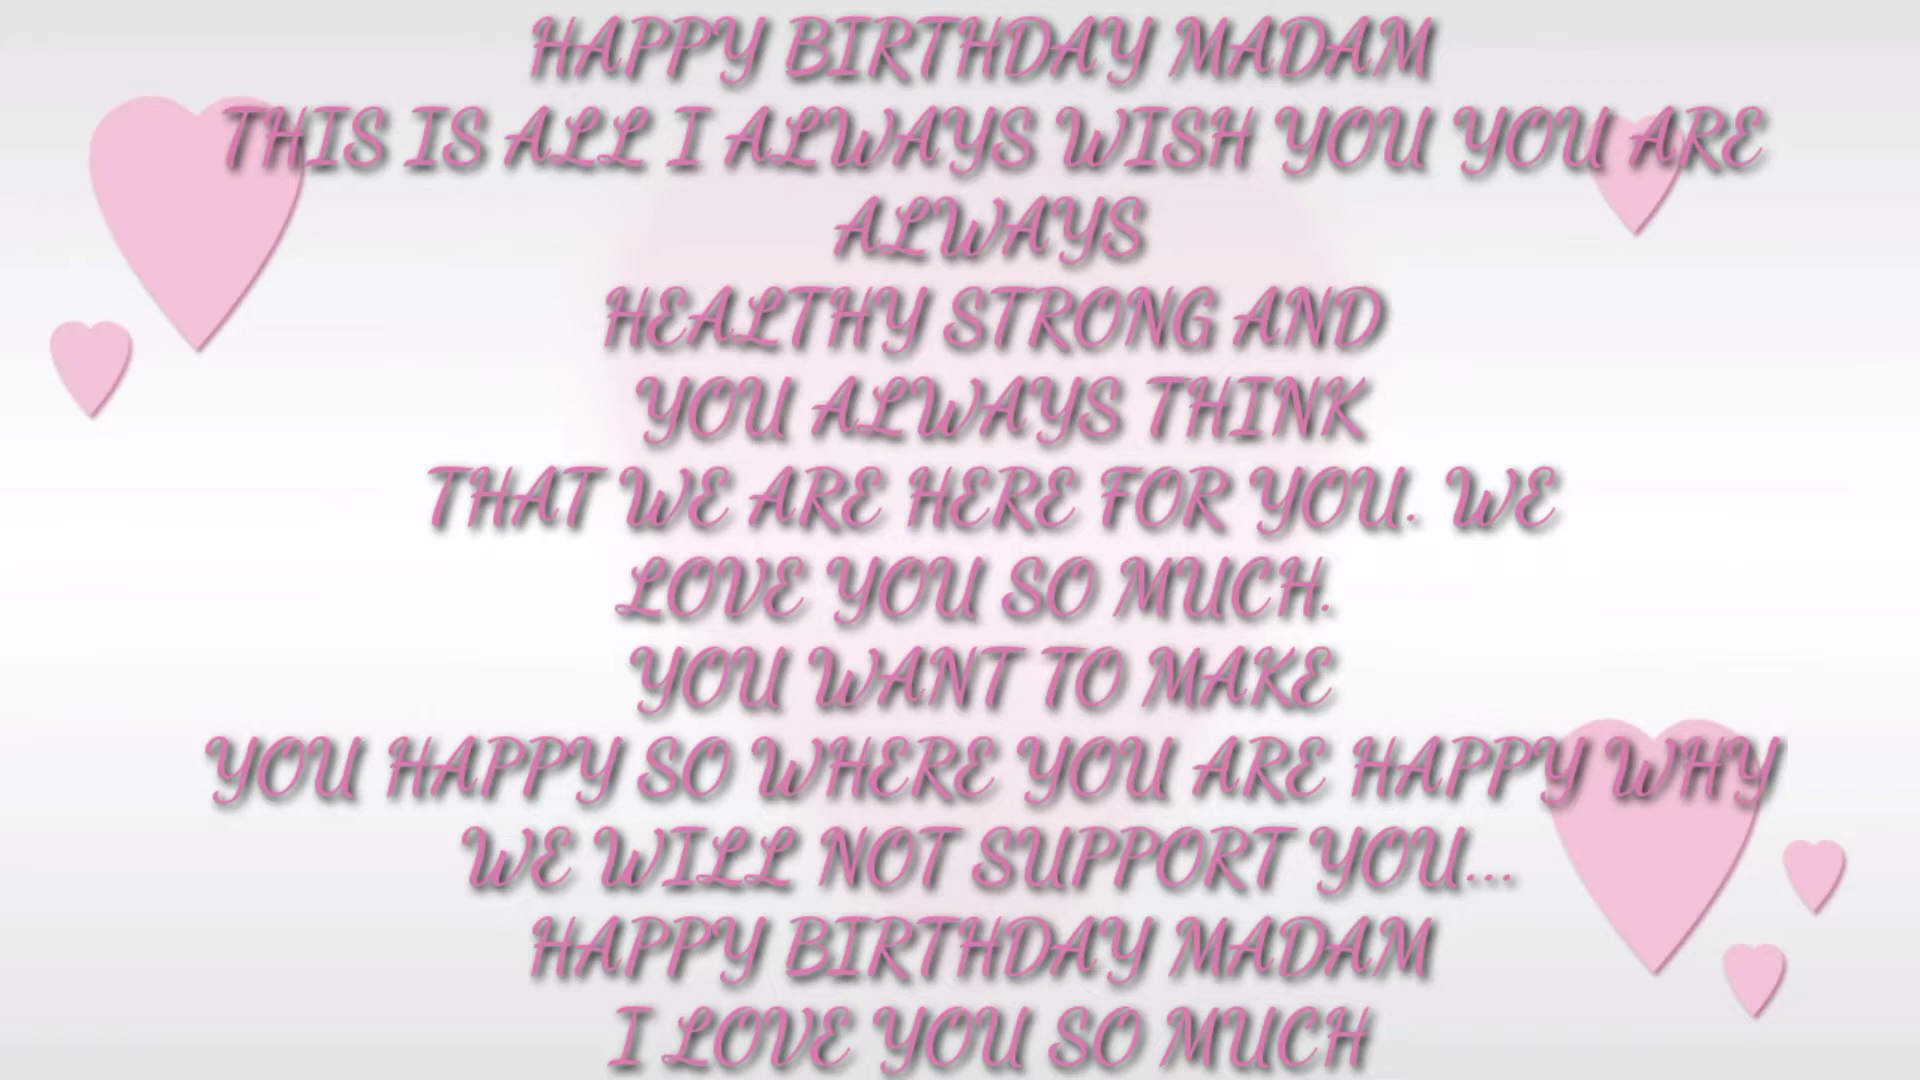 HAPPY BIRTHDAY MADAM
THIS IS ALL I ALWAYS WISH YOU YOU ARE
ALWAYS
HEALTHY STRONG AND
YOU ALWAYS THINK
THAT WE ARE HERE FOR YOU. WE
LOVE YOU SO MUCH.
YOU WANT TO MAKE
YOU HAPPY SO WHERE YOU ARE HAPPY WHY
WE WILL NOT SUPPORT YOU...
HAPPY BIRTHDAY MADAM
I LOVE YOU SO MUCH